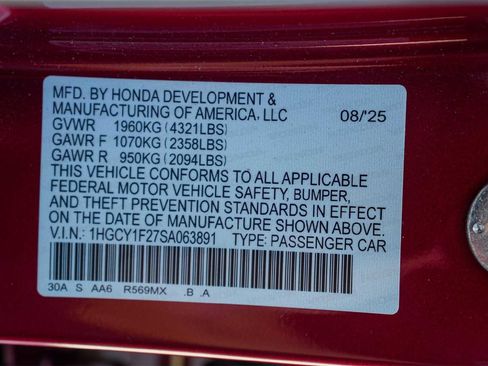 MFD. BY HONDA DEVELOPMENT &
MANUFACTURING OF AMERICA, LLC
08/'25
GVWR 1960KG (4321LBS)
GAWR F 1070KG (2358LBS)
GAWR R 950KG (2094LBS)
THIS VEHICLE CONFORMS TO ALL APPLICABLE
FEDERAL MOTOR VEHICLE SAFETY, BUMPER,
AND THEFT PREVENTION STANDARDS IN EFFECT
ON THE DATE OF MANUFACTURE SHOWN ABOVE.
V.I.N.: 1HGCY1F27SA063891 TYPE: PASSENGER CAR
30A S AA6 R569MX .B .A